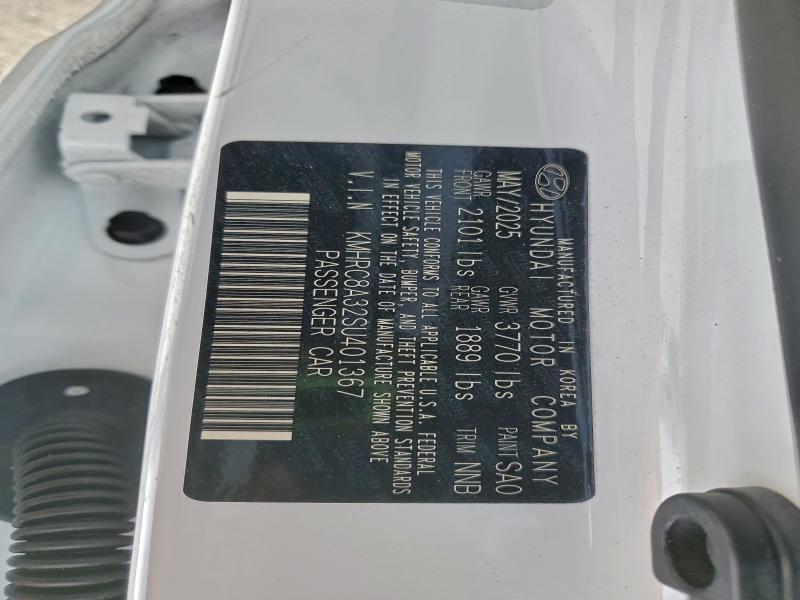 MANUFACTURED IN KOREA BY
HYUNDAI MOTOR COMPANY
MAY/2025 GVWR 3770 lbs PAINT SAO
GAWR FRONT 2101 lbs GAWR REAR 1889 lbs TRIM NNB
THIS VEHICLE CONFORMS TO ALL APPLICABLE U.S.A. FEDERAL
MOTOR VEHICLE SAFETY, BUMPER, AND THEFT PREVENTION STANDARDS
IN EFFECT ON THE DATE OF MANUFACTURE SHOWN ABOVE
V.I.N KMHRC8A32SU401367
PASSENGER CAR